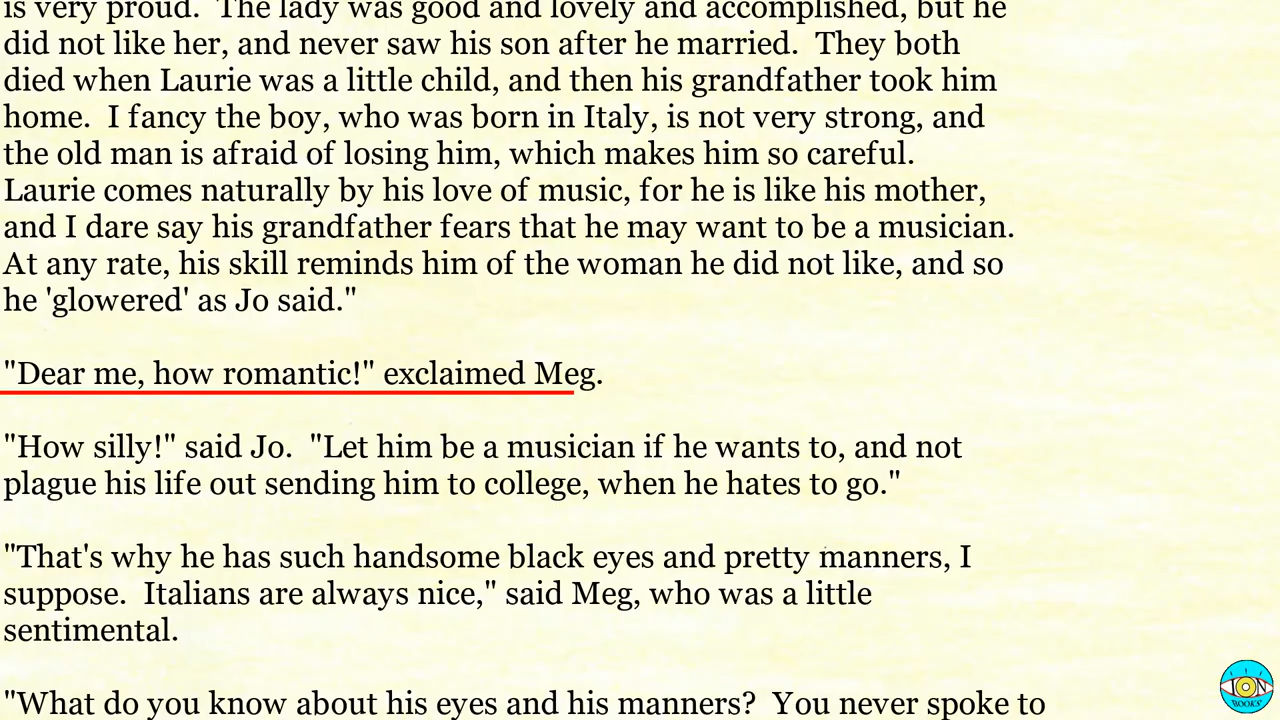 is very proud.  The lady was good and lovely and accomplished, but he
did not like her, and never saw his son after he married.  They both
died when Laurie was a little child, and then his grandfather took him
home.  I fancy the boy, who was born in Italy, is not very strong, and
the old man is afraid of losing him, which makes him so careful.
Laurie comes naturally by his love of music, for he is like his mother,
and I dare say his grandfather fears that he may want to be a musician.
At any rate, his skill reminds him of the woman he did not like, and so
he 'glowered' as Jo said."
"Dear me, how romantic!" exclaimed Meg.
"How silly!" said Jo.  "Let him be a musician if he wants to, and not
plague his life out sending him to college, when he hates to go."
"That's why he has such handsome black eyes and pretty manners, I
suppose.  Italians are always nice," said Meg, who was a little
sentimental.
"What do you know about his eyes and his manners?  You never spoke to
ION
BOOKS